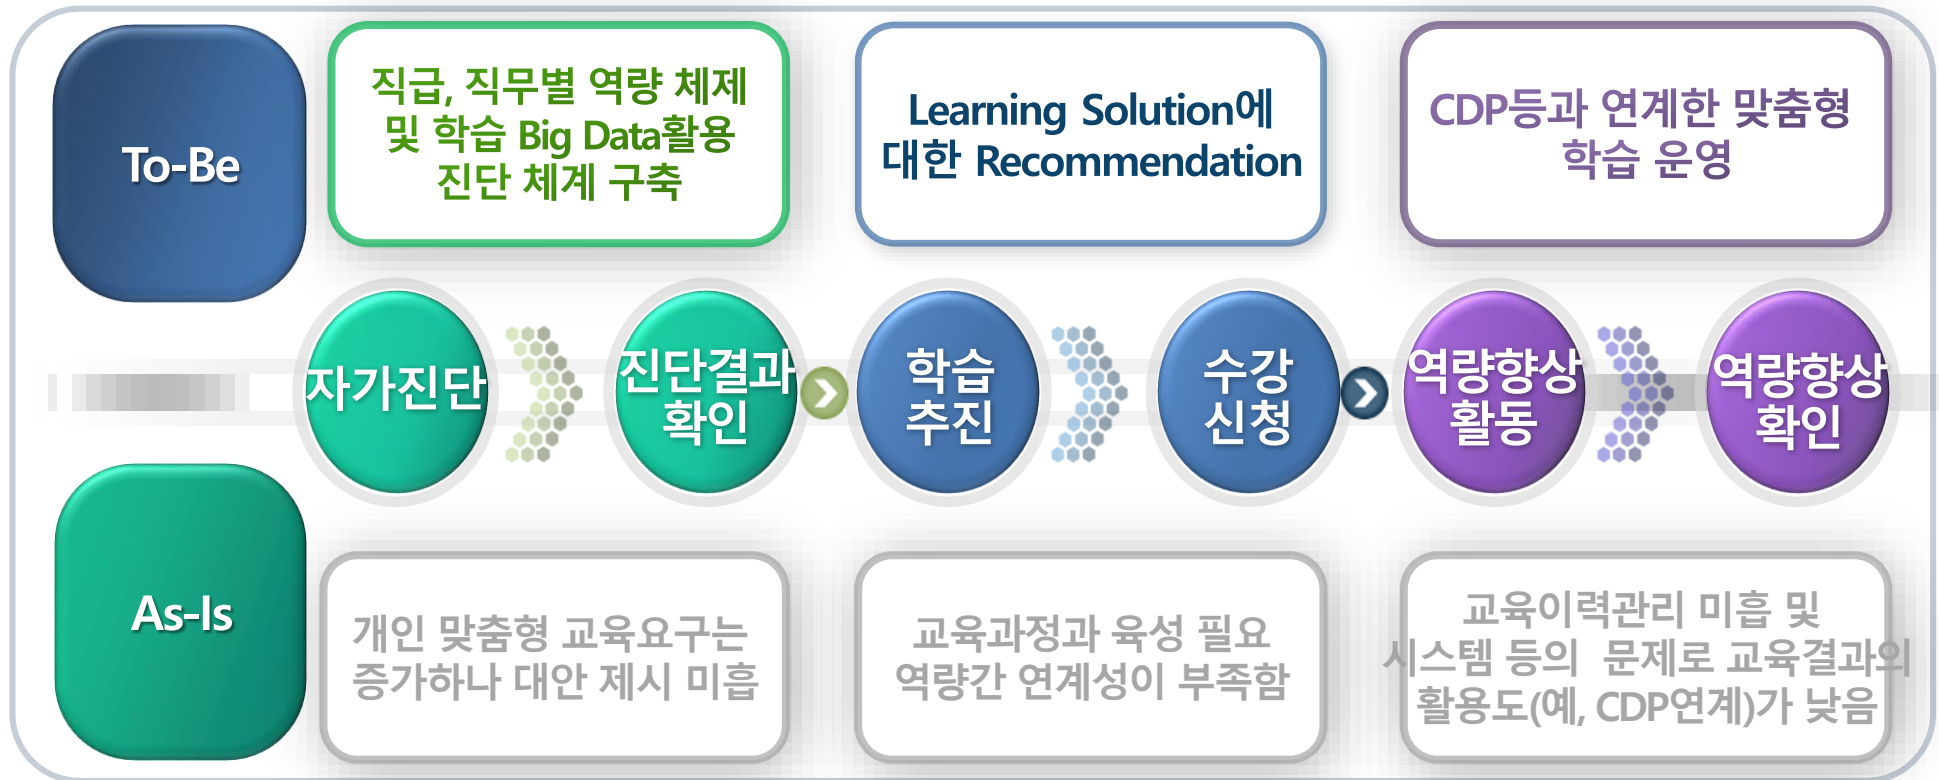 To-Be
직급, 직무별 역량 체제
및 학습 Big Data활용
진단 체계 구축
Learning Solution에
대한 Recommendation
CDP등과 연계한 맞춤형
학습 운영
자가진단
진단결과
확인
학습
추진
수강
신청
역량향상
활동
역량향상
확인
As-Is
개인 맞춤형 교육요구는
증가하나 대안 제시 미흡
교육과정과 육성 필요
역량간 연계성이 부족함
교육이력관리 미흡 및
시스템 등의 문제로 교육결과의
활용도(예, CDP연계)가 낮음